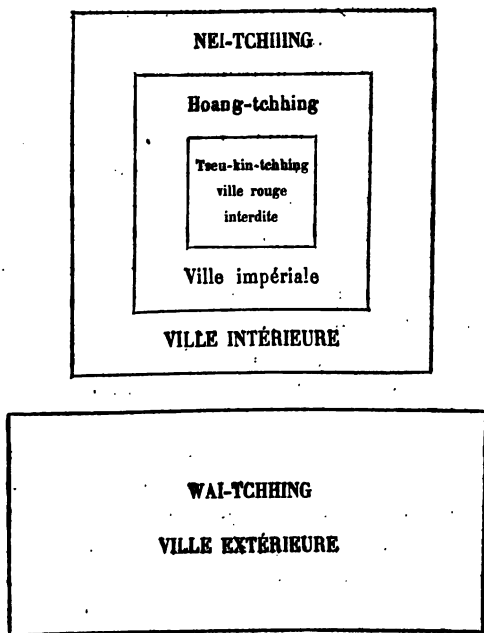 NEI-TCHHING
Hoang-tchhing
Tseu-kin-tchhing
ville rouge
interdite
Ville impériale
VILLE INTÉRIEURE
WAI-TCHHING
VILLE EXTÉRIEURE